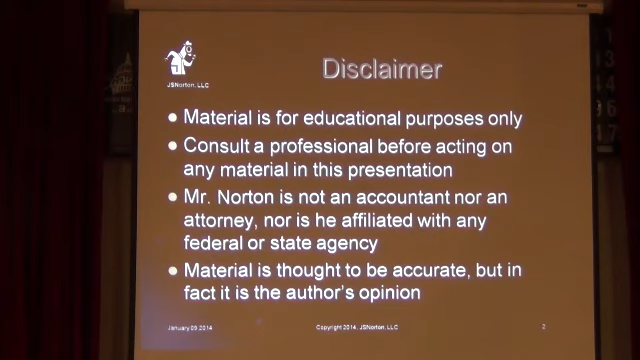 Disclaimer
JSNorton, LLC
● Material is for educational purposes only
● Consult a professional before acting on
any material in this presentation
● Mr. Norton is not an accountant nor an
attorney, nor is he affiliated with any
federal or state agency
● Material is thought to be accurate, but in
fact it is the author's opinion
January 09 2014
Copyright 2014, JSNorton, LLC
2